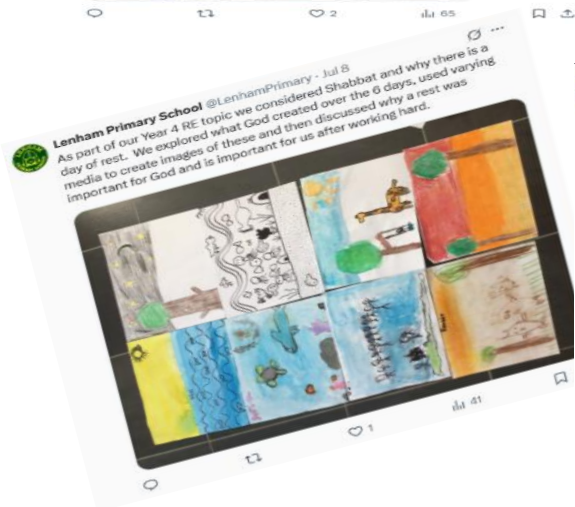 2
65
Lenham Primary School @LenhamPrimary · Jul 8
As part of our Year 4 RE topic we considered Shabbat and why there is a
day of rest. We explored what God created over the 6 days, used varying
media to create images of these and then discussed why a rest was
important for God and is important for us after working hard.
1
41